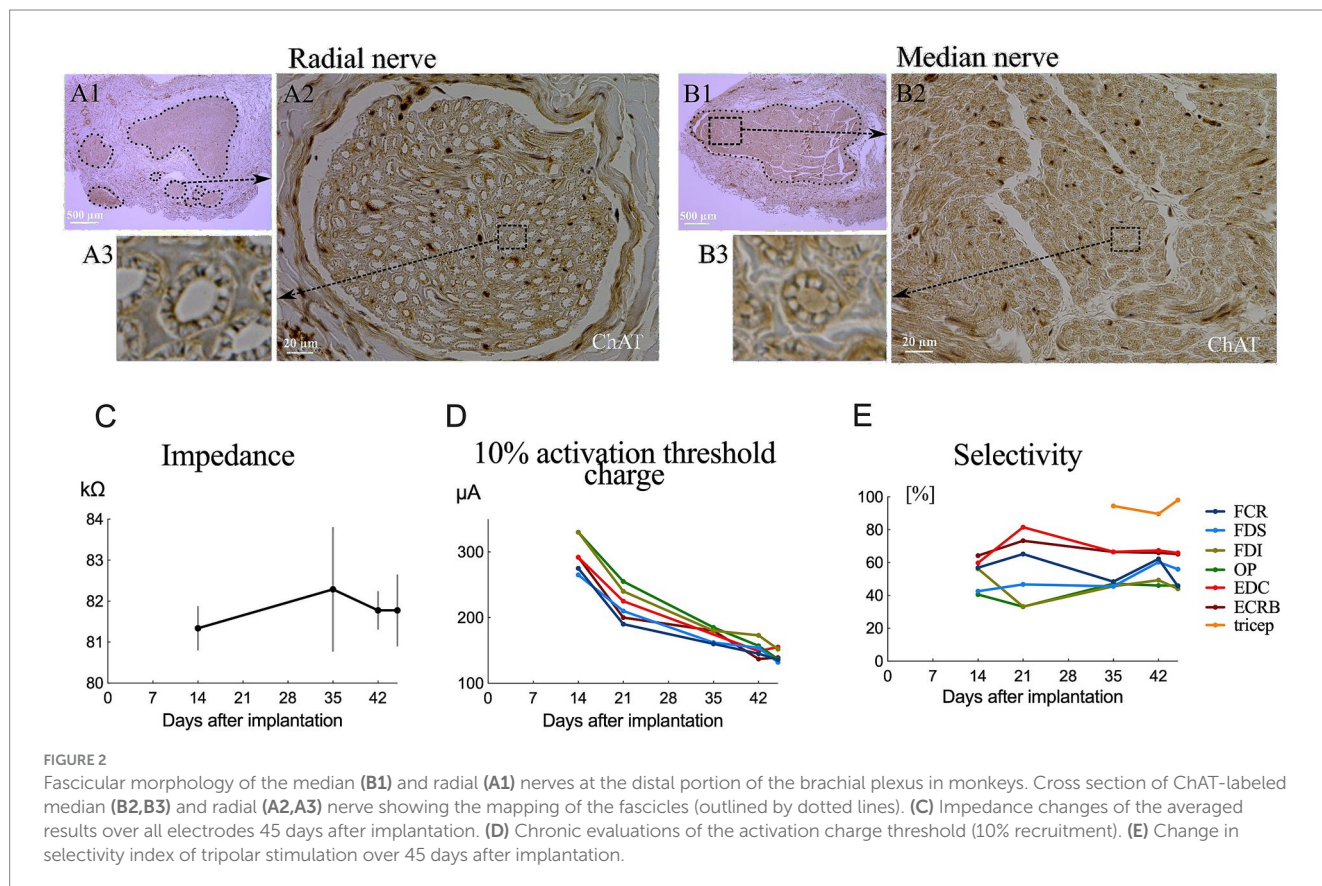 Radial nerve
Median nerve
A1
A2
B1
B2
500 µm
500 µm
A3
B3
20 µm
ChAT
20 µm
ChAT
C
Impedance
kΩ
84
83
82
81
80
0 7 14 21 28 35 42
Days after implantation
D
10% activation threshold
charge
µA
300
200
100
0 7 14 21 28 35 42
Days after implantation
E
Selectivity
[%]
100
80
60
40
20
0
0 7 14 21 28 35 42
Days after implantation
FCR
FDS
FDI
OP
EDC
ECRB
tricep
FIGURE 2
Fascicular morphology of the median (B1) and radial (A1) nerves at the distal portion of the brachial plexus in monkeys. Cross section of ChAT-labeled
median (B2,B3) and radial (A2,A3) nerve showing the mapping of the fascicles (outlined by dotted lines). (C) Impedance changes of the averaged
results over all electrodes 45 days after implantation. (D) Chronic evaluations of the activation charge threshold (10% recruitment). (E) Change in
selectivity index of tripolar stimulation over 45 days after implantation.